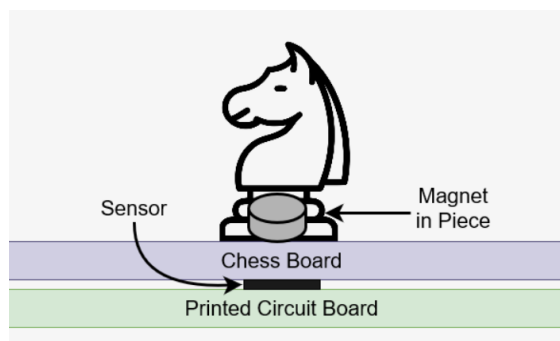 Magnet
in Piece
Sensor
Chess Board
Printed Circuit Board